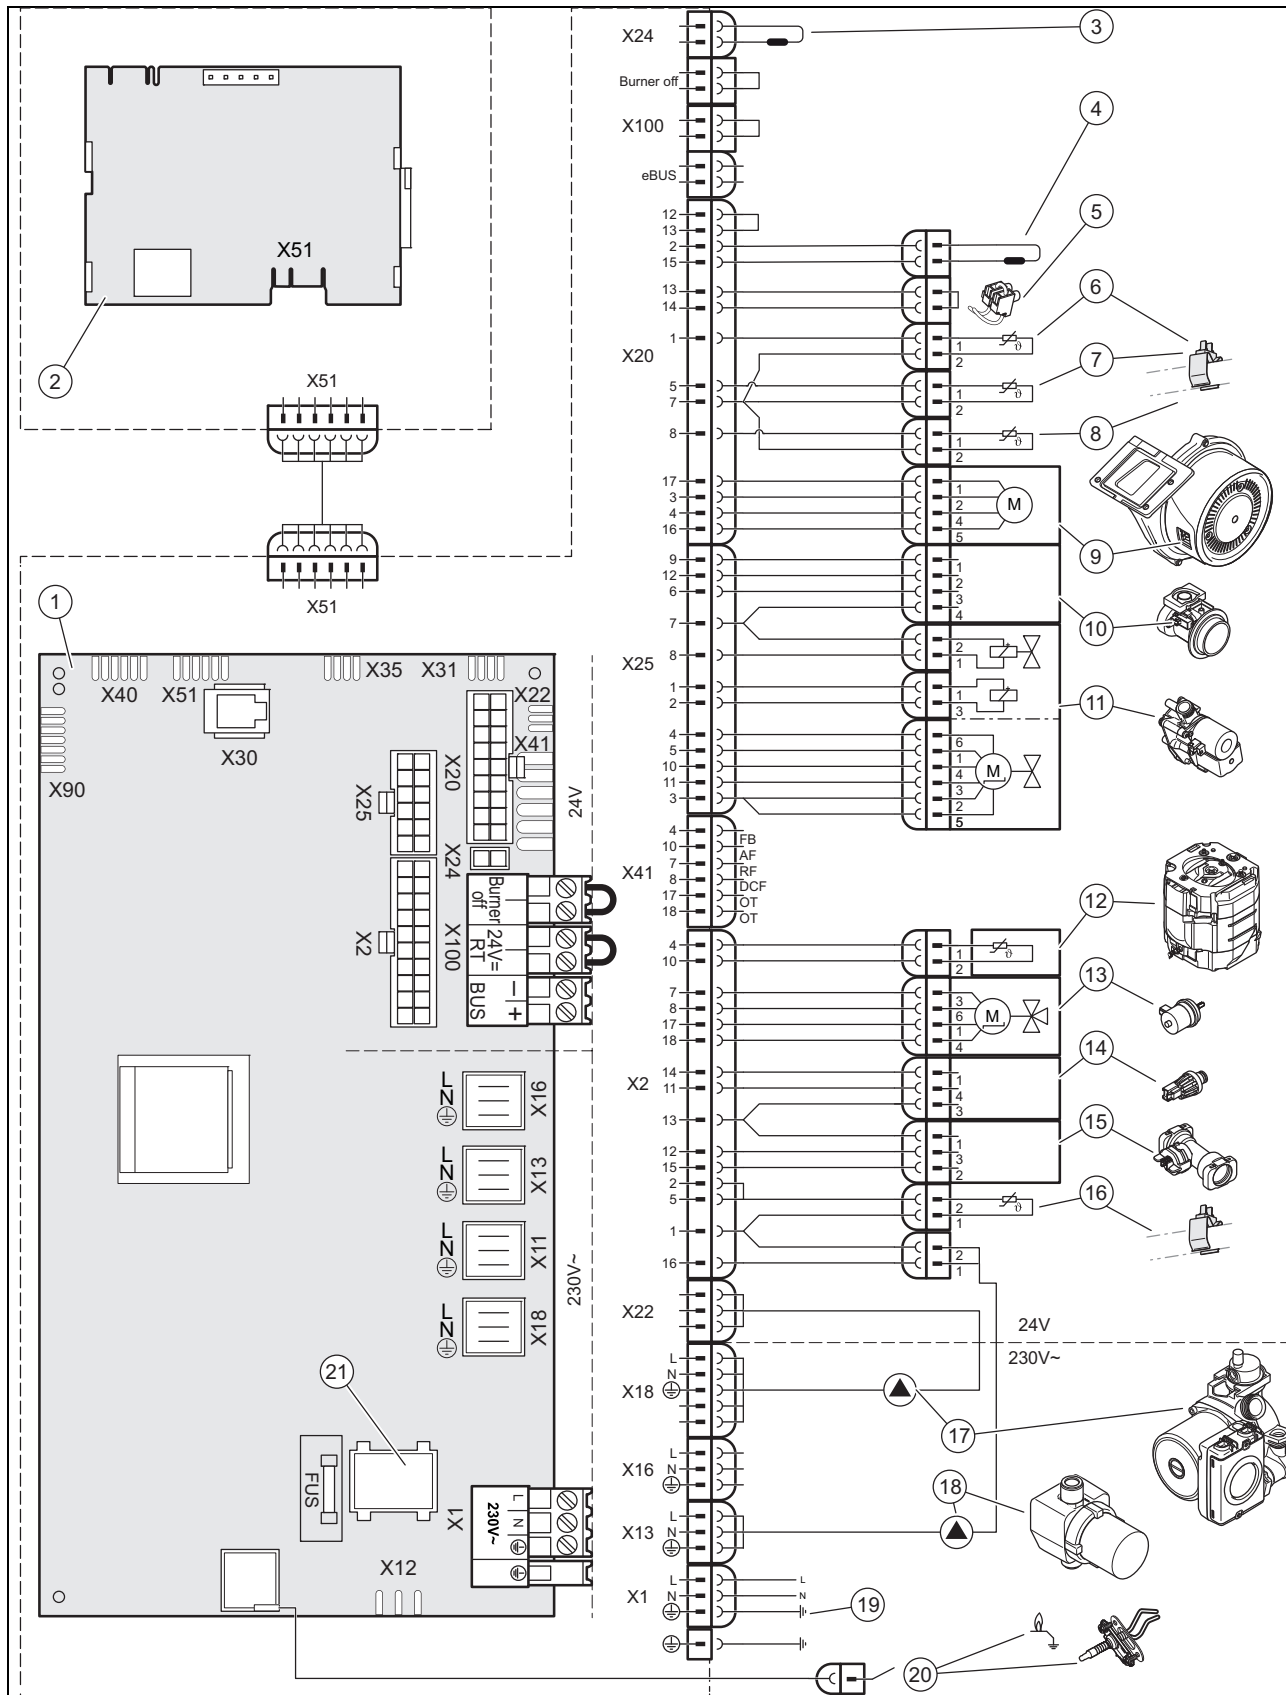 X24
3
Burner off
X100
4
eBUS
12
13
2
15
5
13
14
X51
2
X20
1
1
2
ϑ
6
5
7
1
2
ϑ
7
8
1
2
ϑ
8
17
3
4
16
1
2
4
5
M
9
X51
X51
X25
9
12
6
7
1
2
3
4
10
8
2
1
1
2
1
3
11
4
5
10
11
3
6
1
4
3
2
5
M
X41
4
10
7
8
17
18
FB
AF
RF
DCF
OT
OT
12
X2
4
10
1
2
ϑ
7
8
17
18
3
6
1
4
M
13
14
11
13
1
4
3
14
12
15
1
3
2
15
2
5
2
1
ϑ
16
1
16
2
1
X22
24V
230V~
X18
L
N
17
X16
L
N
X13
L
N
18
X1
L
N
L
N
19
20
1
X40
X51
X35
X31
X22
X30
X41
X90
X20
X25
24V
X24
Burner
off
X2
X100
24V=
RT
BUS
– +
L
N
X16
L
N
X13
L
N
X11
L
N
X18
230V~
21
FUS
X1
230V~
L
N
X12